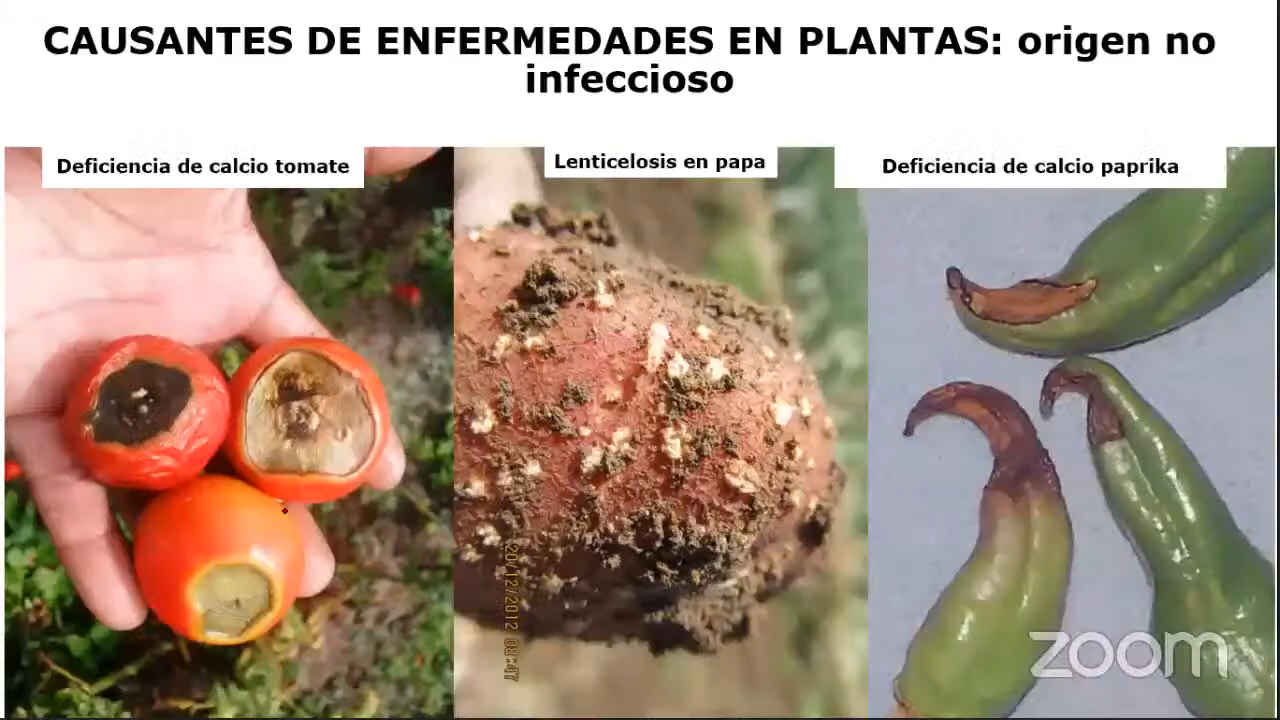 CAUSANTES DE ENFERMEDADES EN PLANTAS: origen no
infeccioso
Deficiencia de calcio tomate
Lenticelosis en papa
Deficiencia de calcio paprika
20/12/2012 09:47
zoom